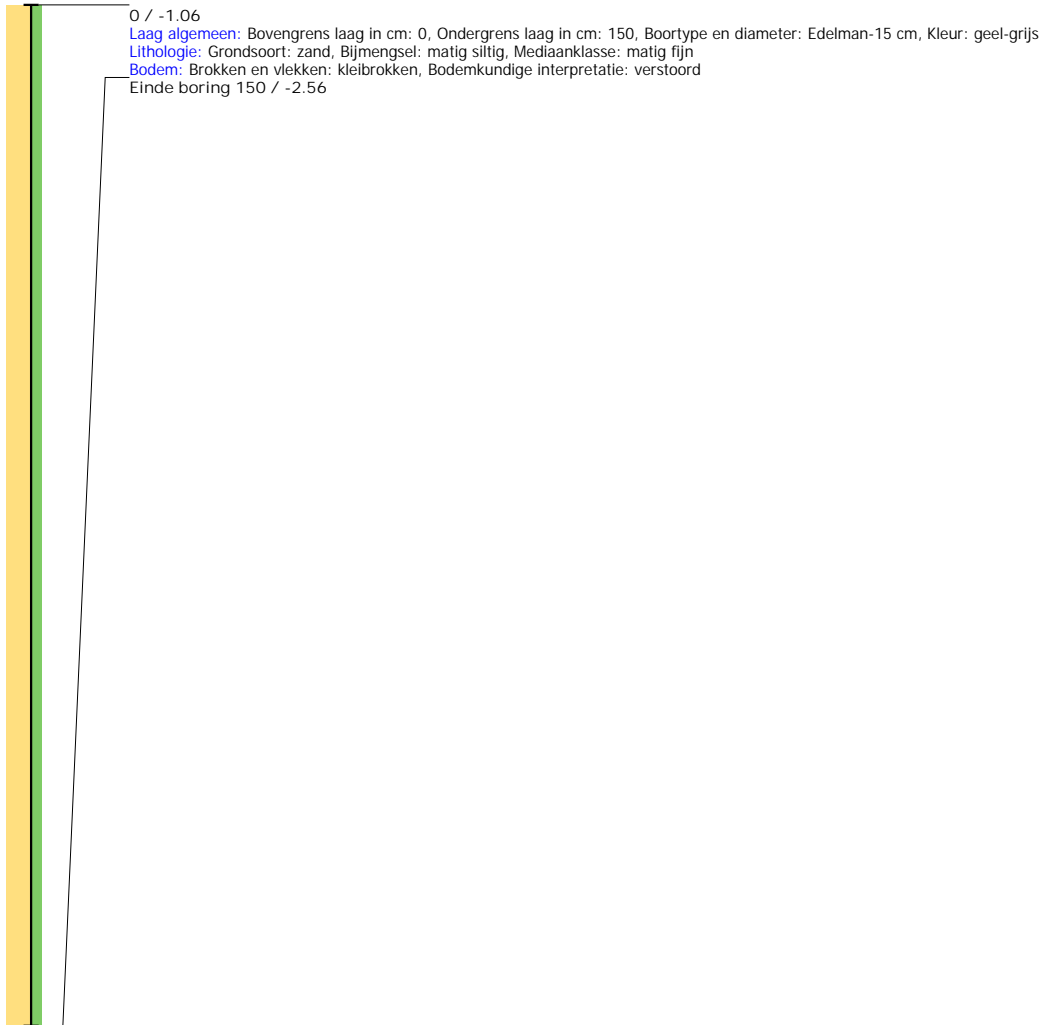 0 / -1.06
Laag algemeen: Bovengrens laag in cm: 0, Ondergrens laag in cm: 150, Boortype en diameter: Edelman-15 cm, Kleur: geel-grijs
Lithologie: Grondsoort: zand, Bijmengsel: matig siltig, Mediaanklasse: matig fijn
Bodem: Brokken en vlekken: kleibrokken, Bodemkundige interpretatie: verstoord
Einde boring 150 / -2.56